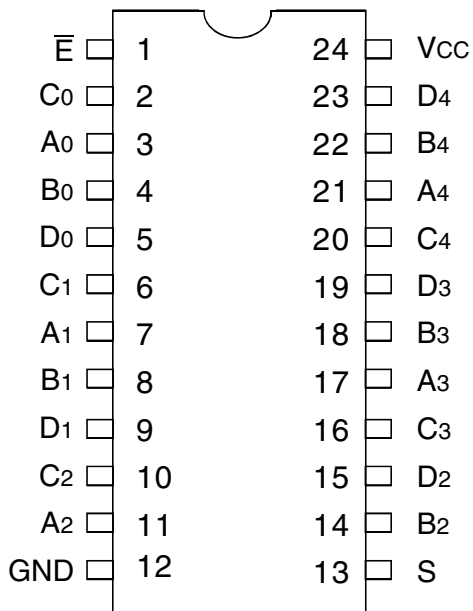 E̅ 1 24 VCC
C0 2 23 D4
A0 3 22 B4
B0 4 21 A4
D0 5 20 C4
C1 6 19 D3
A1 7 18 B3
B1 8 17 A3
D1 9 16 C3
C2 10 15 D2
A2 11 14 B2
GND 12 13 S